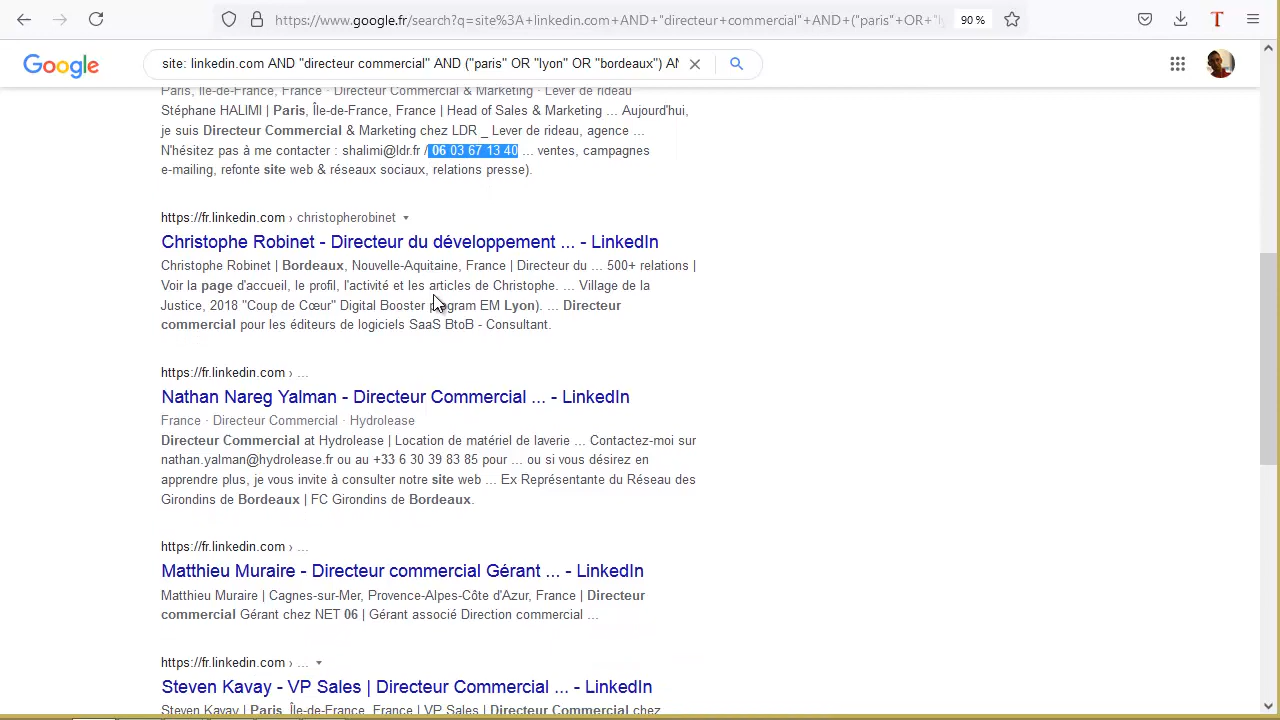 https://www.google.fr/search?q=site%3A+linkedin.com+AND+"directeur+commercial"+AND+("paris"+OR+"ly
90 %
T
Google
site: linkedin.com AND "directeur commercial" AND ("paris" OR "lyon" OR "bordeaux") AN
Paris, Île-de-France, France · Directeur Commercial & Marketing · Lever de rideau
Stéphane HALIMI | Paris, Île-de-France, France | Head of Sales & Marketing ... Aujourd'hui,
je suis Directeur Commercial & Marketing chez LDR _ Lever de rideau, agence ...
N'hésitez pas à me contacter : shalimi@ldr.fr / 06 03 67 13 40 ... ventes, campagnes
e-mailing, refonte site web & réseaux sociaux, relations presse).
https://fr.linkedin.com › christopherobinet
Christophe Robinet - Directeur du développement ... - LinkedIn
Christophe Robinet | Bordeaux, Nouvelle-Aquitaine, France | Directeur du ... 500+ relations |
Voir la page d'accueil, le profil, l'activité et les articles de Christophe. ... Village de la
Justice, 2018 "Coup de Cœur" Digital Booster program EM Lyon). ... Directeur
commercial pour les éditeurs de logiciels SaaS BtoB - Consultant.
https://fr.linkedin.com › ...
Nathan Nareg Yalman - Directeur Commercial ... - LinkedIn
France · Directeur Commercial · Hydrolease
Directeur Commercial at Hydrolease | Location de matériel de laverie ... Contactez-moi sur
nathan.yalman@hydrolease.fr ou au +33 6 30 39 83 85 pour ... ou si vous désirez en
apprendre plus, je vous invite à consulter notre site web ... Ex Représentante du Réseau des
Girondins de Bordeaux | FC Girondins de Bordeaux.
https://fr.linkedin.com › ...
Matthieu Muraire - Directeur commercial Gérant ... - LinkedIn
Matthieu Muraire | Cagnes-sur-Mer, Provence-Alpes-Côte d'Azur, France | Directeur
commercial Gérant chez NET 06 | Gérant associé Direction commercial ...
https://fr.linkedin.com › ...
Steven Kavay - VP Sales | Directeur Commercial ... - LinkedIn
Steven Kavay | Paris, Île-de-France, France | VP Sales | Directeur Commercial chez